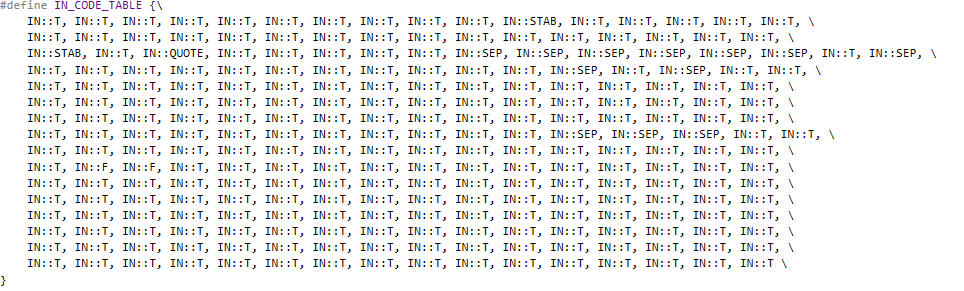 #define IN_CODE_TABLE {\
IN::T, IN::T, IN::T, IN::T, IN::T, IN::T, IN::T, IN::T, IN::T, IN::T, IN::STAB, IN::T, IN::T, IN::T, IN::T, IN::T, \
IN::T, IN::T, IN::T, IN::T, IN::T, IN::T, IN::T, IN::T, IN::T, IN::T, IN::T, IN::T, IN::T, IN::T, IN::T, IN::T, \
IN::STAB, IN::T, IN::QUOTE, IN::T, IN::T, IN::T, IN::T, IN::T, IN::SEP, IN::SEP, IN::SEP, IN::SEP, IN::SEP, IN::SEP, IN::T, IN::SEP, \
IN::T, IN::T, IN::T, IN::T, IN::T, IN::T, IN::T, IN::T, IN::T, IN::T, IN::T, IN::SEP, IN::T, IN::SEP, IN::T, IN::T, \
IN::T, IN::T, IN::T, IN::T, IN::T, IN::T, IN::T, IN::T, IN::T, IN::T, IN::T, IN::T, IN::T, IN::T, IN::T, IN::T, \
IN::T, IN::T, IN::T, IN::T, IN::T, IN::T, IN::T, IN::T, IN::T, IN::T, IN::T, IN::T, IN::T, IN::T, IN::T, IN::T, \
IN::T, IN::T, IN::T, IN::T, IN::T, IN::T, IN::T, IN::T, IN::T, IN::T, IN::T, IN::T, IN::T, IN::T, IN::T, IN::T, \
IN::T, IN::T, IN::T, IN::T, IN::T, IN::T, IN::T, IN::T, IN::T, IN::T, IN::T, IN::SEP, IN::SEP, IN::SEP, IN::T, IN::T, \
IN::T, IN::T, IN::T, IN::T, IN::T, IN::T, IN::T, IN::T, IN::T, IN::T, IN::T, IN::T, IN::T, IN::T, IN::T, IN::T, \
IN::T, IN::F, IN::F, IN::T, IN::T, IN::T, IN::T, IN::T, IN::T, IN::T, IN::T, IN::T, IN::T, IN::T, IN::T, IN::T, \
IN::T, IN::T, IN::T, IN::T, IN::T, IN::T, IN::T, IN::T, IN::T, IN::T, IN::T, IN::T, IN::T, IN::T, IN::T, IN::T, \
IN::T, IN::T, IN::T, IN::T, IN::T, IN::T, IN::T, IN::T, IN::T, IN::T, IN::T, IN::T, IN::T, IN::T, IN::T, IN::T, \
IN::T, IN::T, IN::T, IN::T, IN::T, IN::T, IN::T, IN::T, IN::T, IN::T, IN::T, IN::T, IN::T, IN::T, IN::T, IN::T, \
IN::T, IN::T, IN::T, IN::T, IN::T, IN::T, IN::T, IN::T, IN::T, IN::T, IN::T, IN::T, IN::T, IN::T, IN::T, IN::T, \
IN::T, IN::T, IN::T, IN::T, IN::T, IN::T, IN::T, IN::T, IN::T, IN::T, IN::T, IN::T, IN::T, IN::T, IN::T, IN::T, \
IN::T, IN::T, IN::T, IN::T, IN::T, IN::T, IN::T, IN::T, IN::T, IN::T, IN::T, IN::T, IN::T, IN::T, IN::T, IN::T \
}